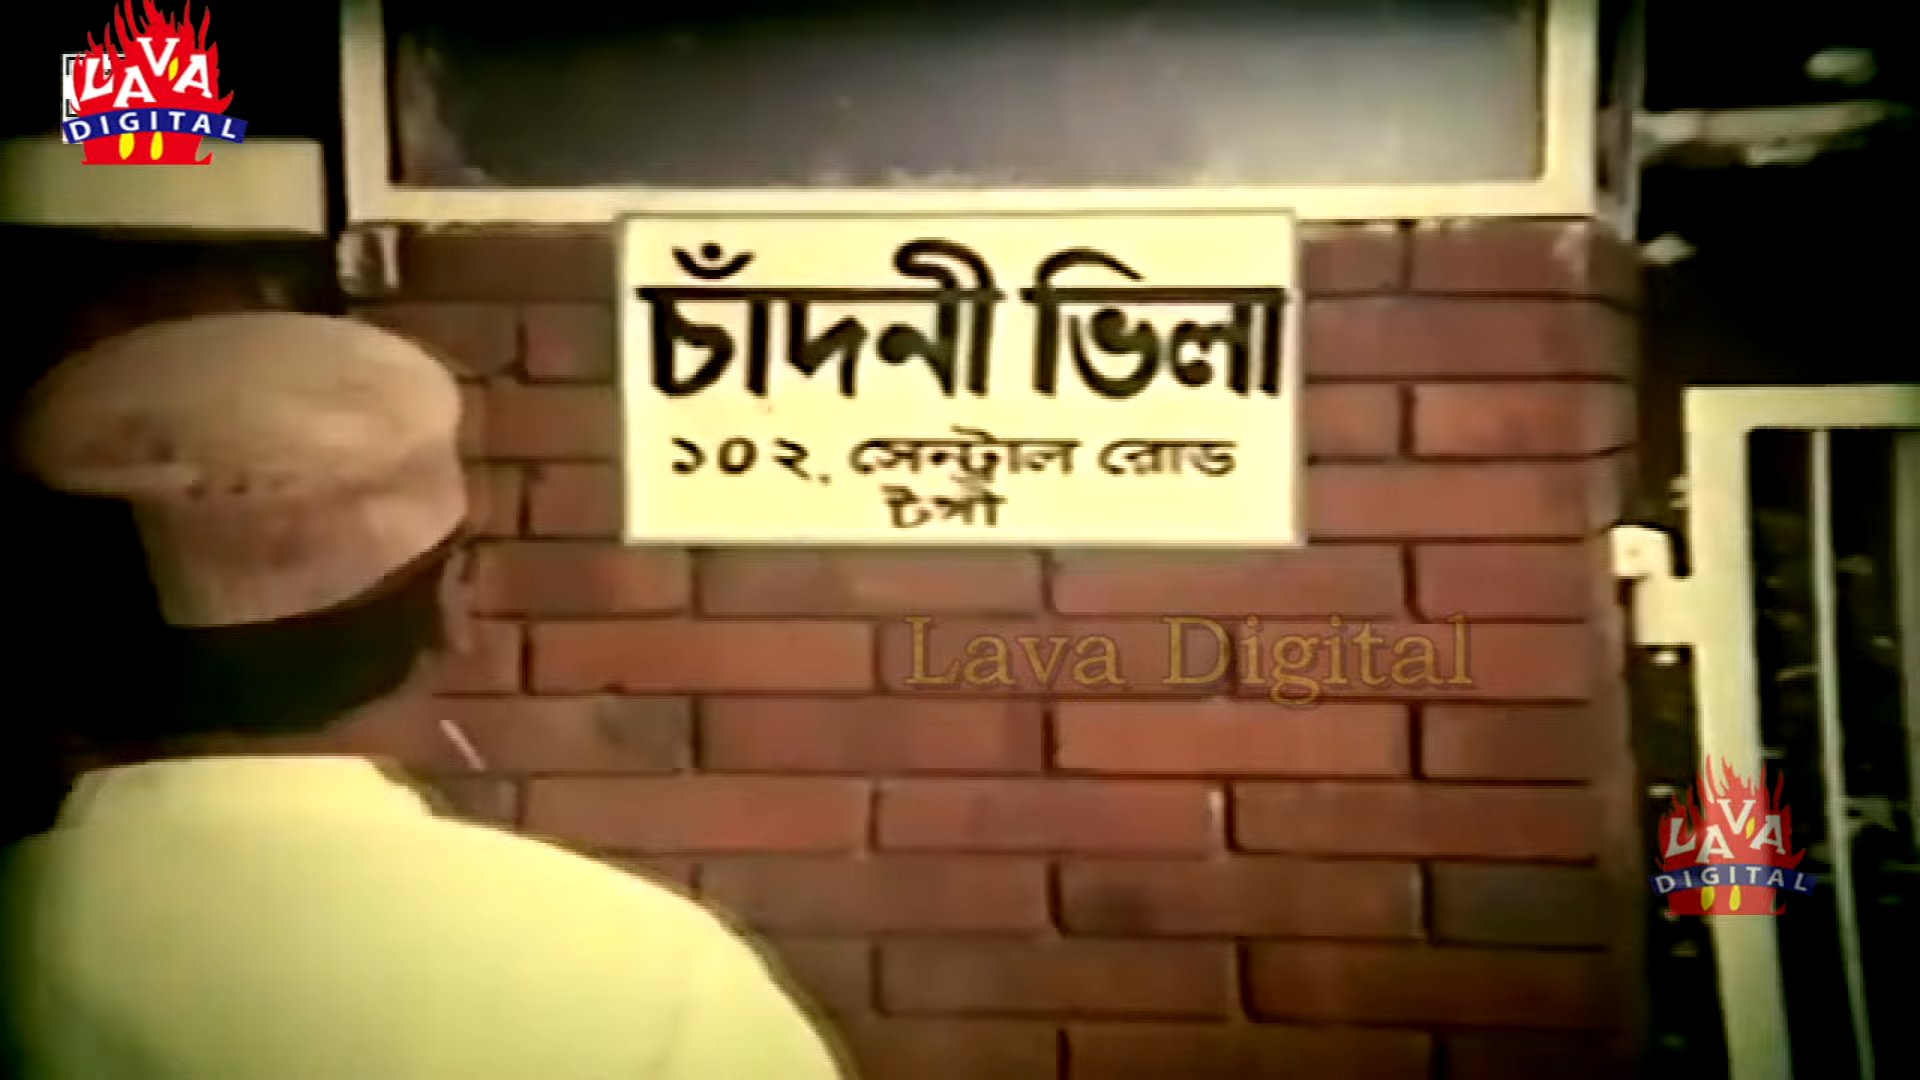 LAVA
DIGITAL
চাঁদনী ভিলা
১০২, সেন্ট্রাল রোড
টঙ্গী
Lava Digital
LAVA
DIGITAL